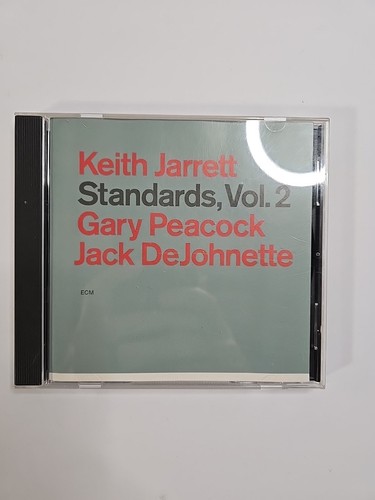 Keith Jarrett
Standards, Vol. 2
Gary Peacock
Jack DeJohnette
ECM